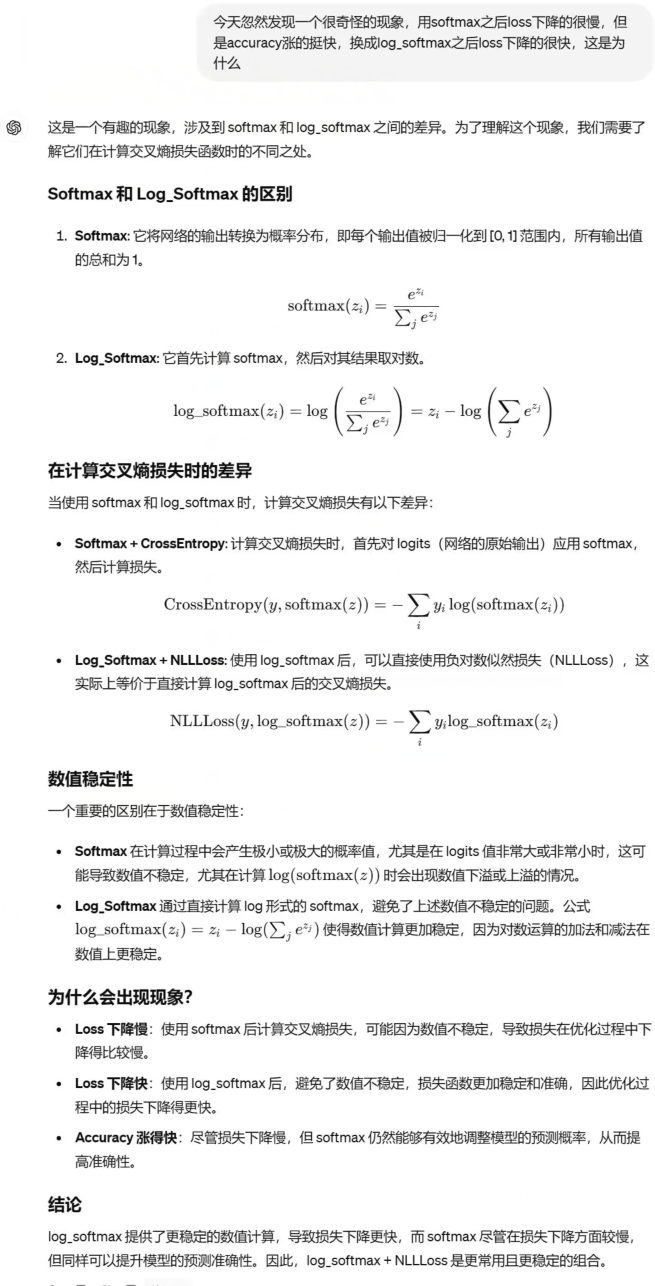 今天忽然发现一个很奇怪的现象，用softmax之后loss下降的很慢，但
是accuracy涨的挺快，换成log_softmax之后loss下降的很快，这是为
什么
这是一个有趣的现象，涉及到 softmax 和 log_softmax 之间的差异。为了理解这个现象，我们需要了
解它们在计算交叉熵损失函数时的不同之处。
Softmax 和 Log_Softmax 的区别
1. Softmax: 它将网络的输出转换为概率分布，即每个输出值被归一化到 [0, 1] 范围内，所有输出值
的总和为 1。
softmax(z_i) = e^{z_i} / ∑_j e^{z_j}
2. Log_Softmax: 它首先计算 softmax，然后对其结果取对数。
log_softmax(z_i) = log( e^{z_i} / ∑_j e^{z_j} ) = z_i − log( ∑_j e^{z_j} )
在计算交叉熵损失时的差异
当使用 softmax 和 log_softmax 时，计算交叉熵损失有以下差异：
• Softmax + CrossEntropy: 计算交叉熵损失时，首先对 logits（网络的原始输出）应用 softmax，
然后计算损失。
CrossEntropy(y, softmax(z)) = − ∑_i y_i log(softmax(z_i))
• Log_Softmax + NLLLoss: 使用 log_softmax 后，可以直接使用负对数似然损失（NLLLoss），这
实际上等价于直接计算 log_softmax 后的交叉熵损失。
NLLLoss(y, log_softmax(z)) = − ∑_i y_i log_softmax(z_i)
数值稳定性
一个重要的区别在于数值稳定性：
• Softmax 在计算过程中会产生极小或极大的概率值，尤其是在 logits 值非常大或非常小时，这可
能导致数值不稳定，尤其在计算 log(softmax(z)) 时会出现数值下溢或上溢的情况。
• Log_Softmax 通过直接计算 log 形式的 softmax，避免了上述数值不稳定的问题。公式
log_softmax(z_i) = z_i − log(∑_j e^{z_j}) 使得数值计算更加稳定，因为对数运算的加法和减法在
数值上更稳定。
为什么会出现现象？
• Loss 下降慢：使用 softmax 后计算交叉熵损失，可能因为数值不稳定，导致损失在优化过程中下
降得比较慢。
• Loss 下降快：使用 log_softmax 后，避免了数值不稳定，损失函数更加稳定和准确，因此优化过
程中的损失下降得更快。
• Accuracy 涨得快：尽管损失下降慢，但 softmax 仍然能够有效地调整模型的预测概率，从而提
高准确性。
结论
log_softmax 提供了更稳定的数值计算，导致损失下降更快，而 softmax 尽管在损失下降方面较慢，
但同样可以提升模型的预测准确性。因此，log_softmax + NLLLoss 是更常用且更稳定的组合。